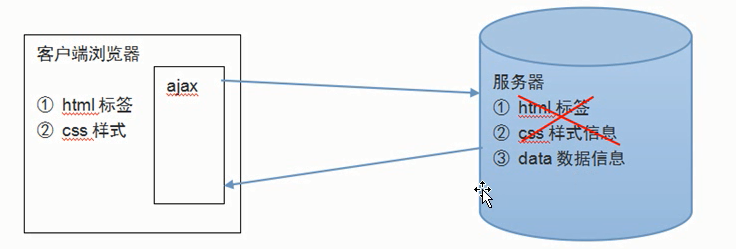 客户端浏览器
① html 标签
② css 样式
ajax
服务器
① html 标签
② css 样式信息
③ data 数据信息